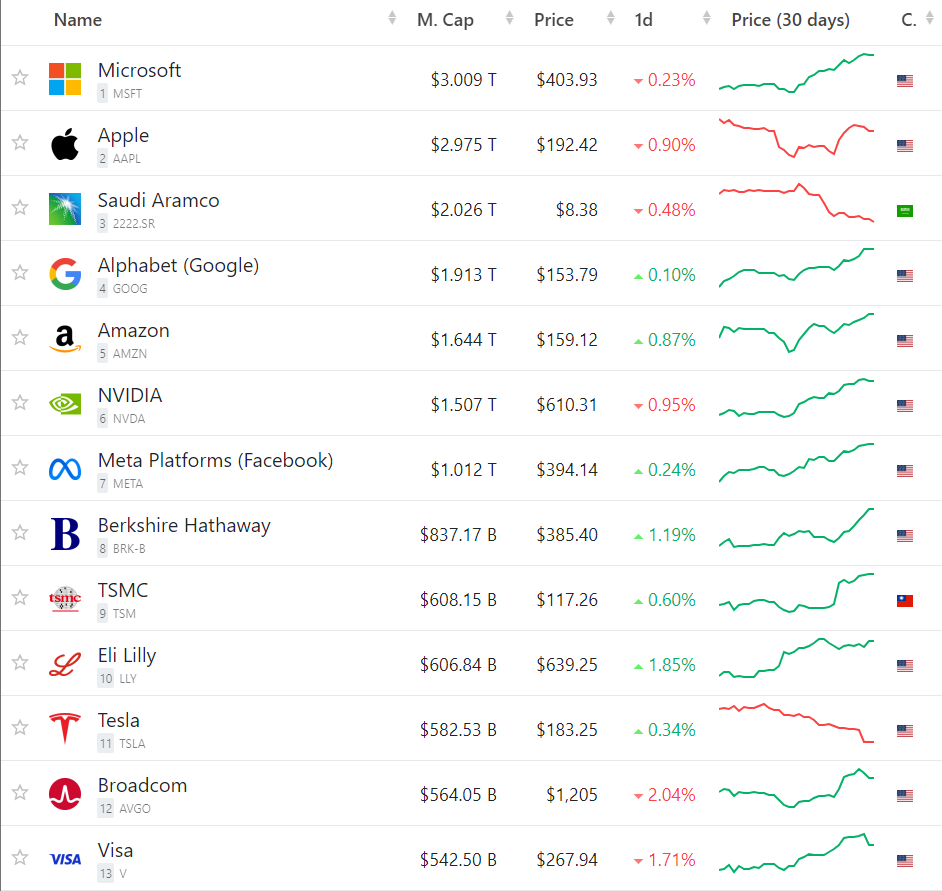 Name M. Cap Price 1d Price (30 days) C.
Microsoft
1 MSFT
$3.009 T $403.93 0.23%
Apple
2 AAPL
$2.975 T $192.42 0.90%
Saudi Aramco
3 2222.SR
$2.026 T $8.38 0.48%
Alphabet (Google)
4 GOOG
$1.913 T $153.79 0.10%
a
Amazon
5 AMZN
$1.644 T $159.12 0.87%
NVIDIA
6 NVDA
$1.507 T $610.31 0.95%
Meta Platforms (Facebook)
7 META
$1.012 T $394.14 0.24%
B
Berkshire Hathaway
8 BRK-B
$837.17 B $385.40 1.19%
tsmc
TSMC
9 TSM
$608.15 B $117.26 0.60%
Eli Lilly
10 LLY
$606.84 B $639.25 1.85%
Tesla
11 TSLA
$582.53 B $183.25 0.34%
Broadcom
12 AVGO
$564.05 B $1,205 2.04%
VISA
Visa
13 V
$542.50 B $267.94 1.71%